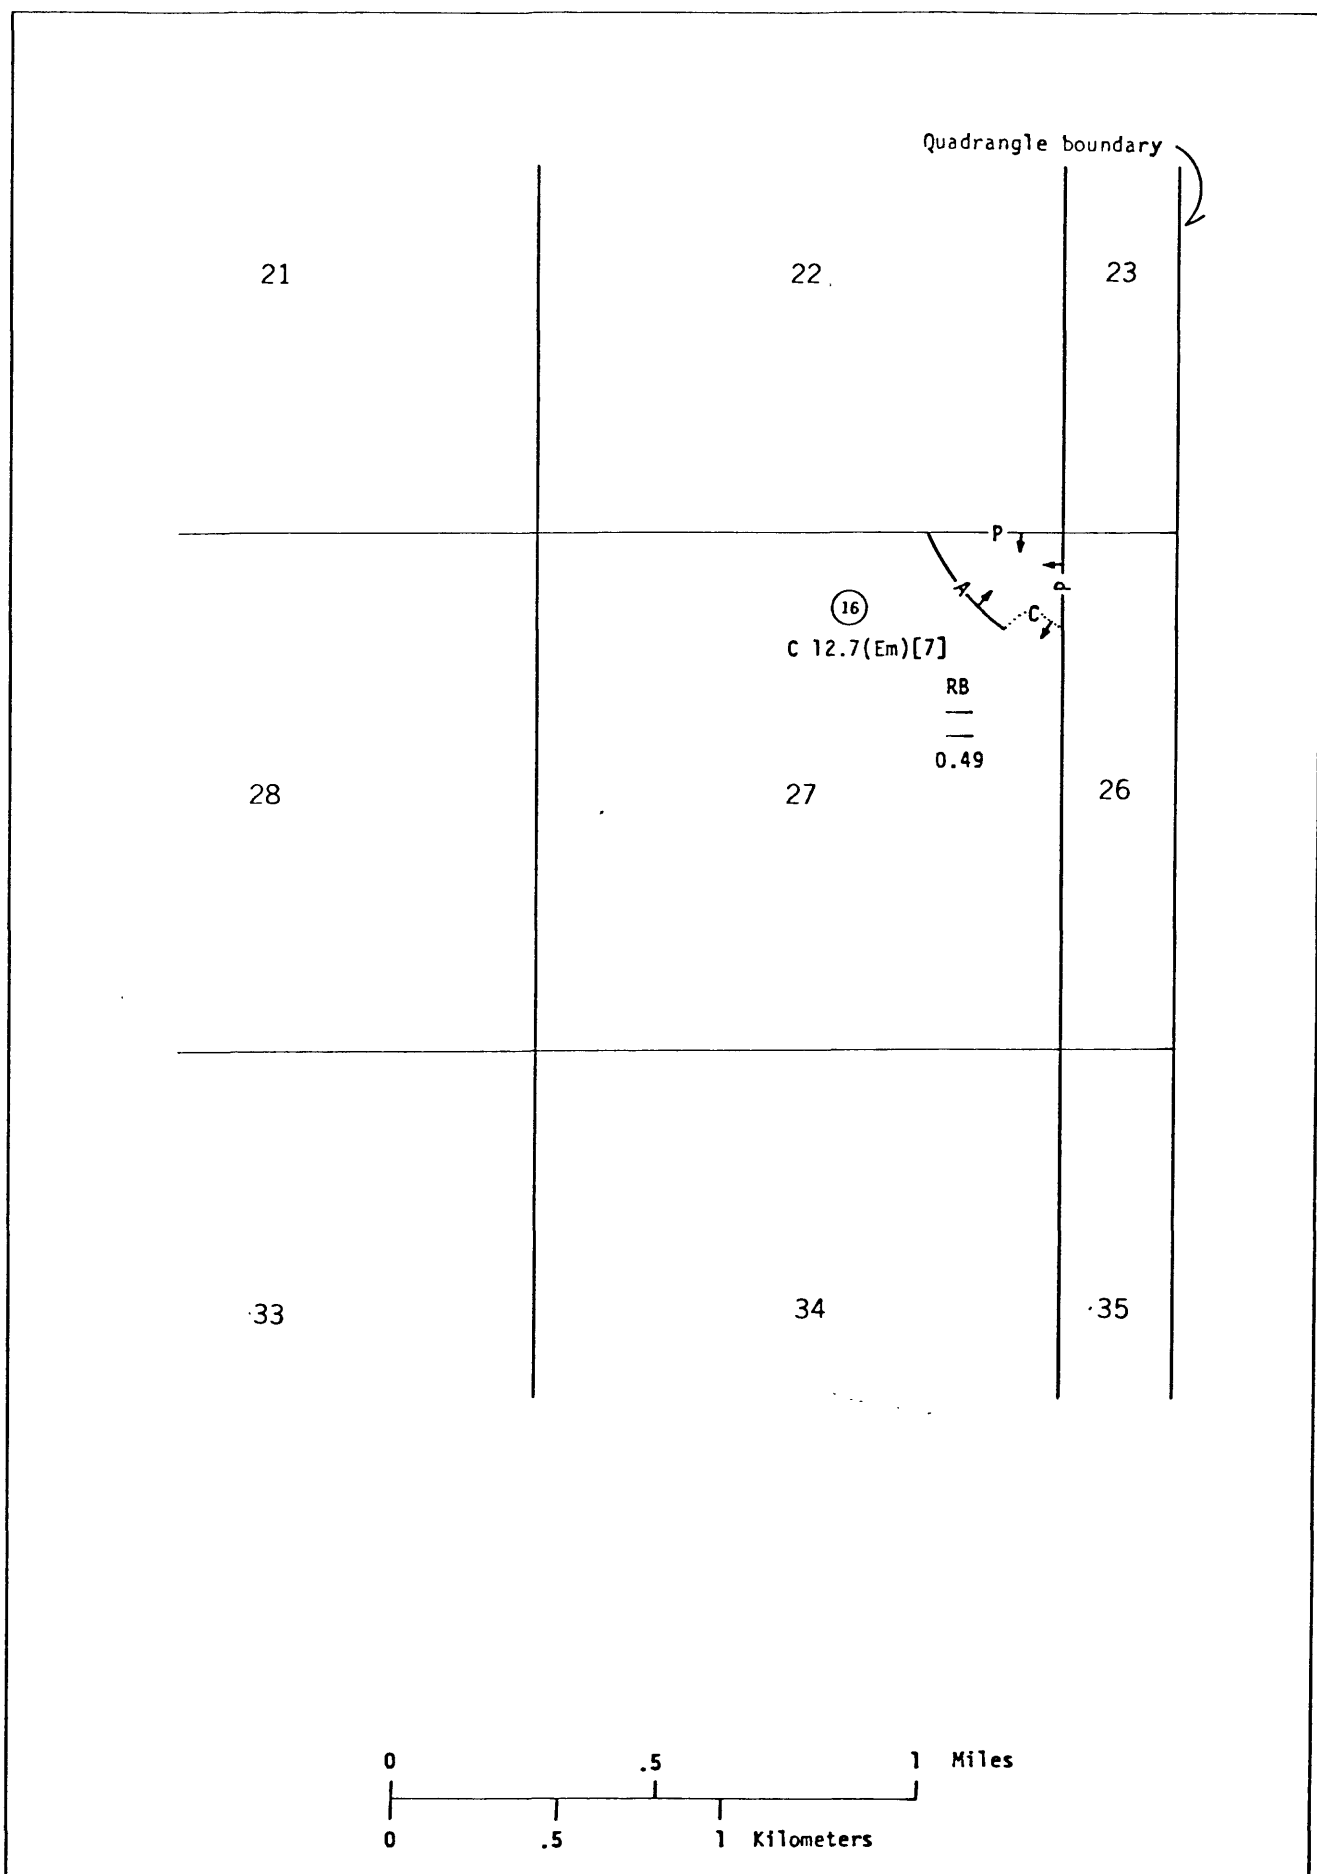 Quadrangle boundary
21 22 23
P
P
A
C
16
C 12.7(Em)[7]
RB
0.49
28 27 26
33 34 35
0 .5 1 Miles
0 .5 1 Kilometers